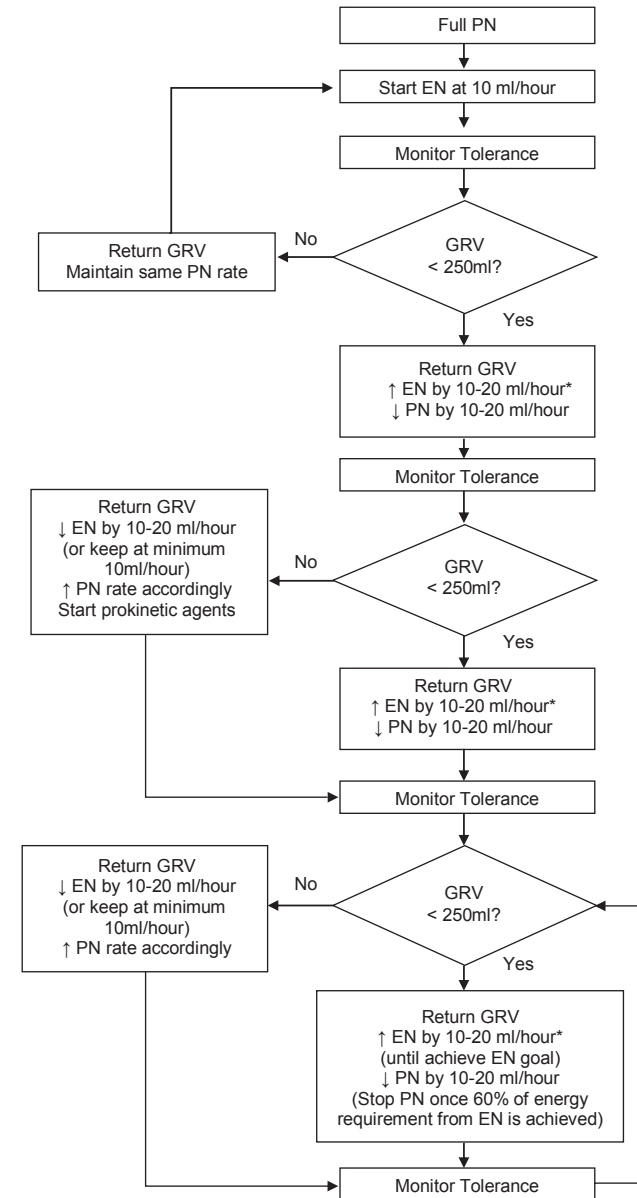 Full PN
Start EN at 10 ml/hour
Monitor Tolerance
GRV
< 250ml?
No
Return GRV
Maintain same PN rate
Yes
Return GRV
↑ EN by 10-20 ml/hour*
↓ PN by 10-20 ml/hour
Monitor Tolerance
GRV
< 250ml?
No
Return GRV
↓ EN by 10-20 ml/hour
(or keep at minimum
10ml/hour)
↑ PN rate accordingly
Start prokinetic agents
Yes
Return GRV
↑ EN by 10-20 ml/hour*
↓ PN by 10-20 ml/hour
Monitor Tolerance
GRV
< 250ml?
No
Return GRV
↓ EN by 10-20 ml/hour
(or keep at minimum
10ml/hour)
↑ PN rate accordingly
Yes
Return GRV
↑ EN by 10-20 ml/hour*
(until achieve EN goal)
↓ PN by 10-20 ml/hour
(Stop PN once 60% of energy
requirement from EN is achieved)
Monitor Tolerance